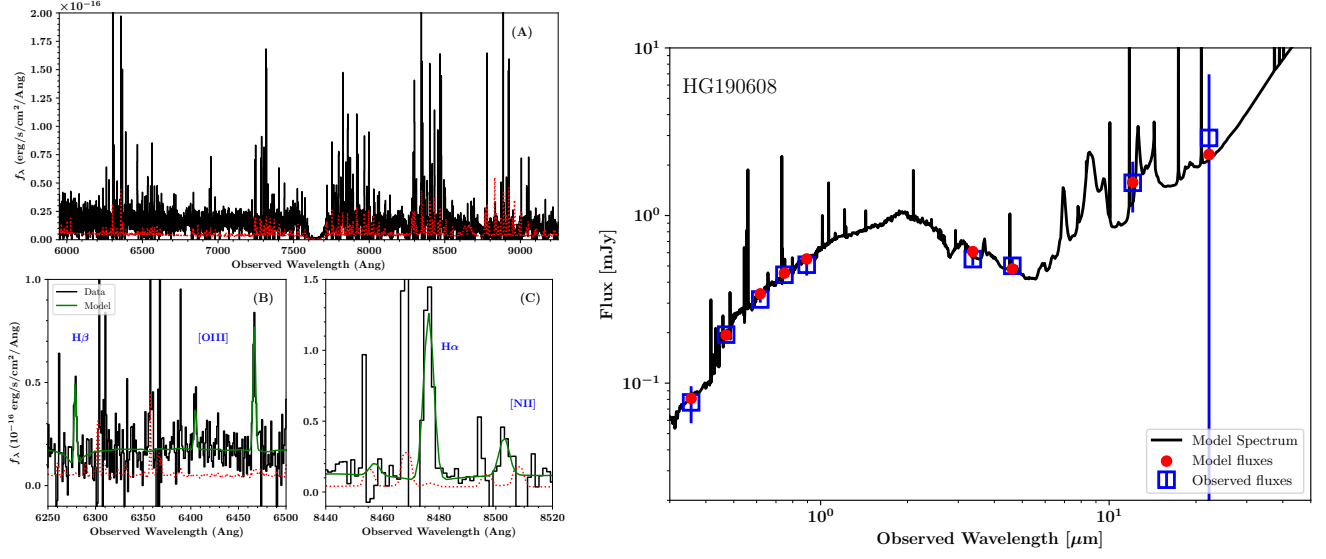 ×10⁻¹⁶
2.00
1.75
1.50
1.25
1.00
0.75
0.50
0.25
0.00
f_λ (erg/s/cm²/Ang)
(A)
6000 6500 7000 7500 8000 8500 9000
Observed Wavelength (Ang)
1.0
0.5
0.0
f_λ (10⁻¹⁶ erg/s/cm²/Ang)
Data
Model
(B)
Hβ
[OIII]
6250 6300 6350 6400 6450 6500
Observed Wavelength (Ang)
1.5
1.0
0.5
0.0
(C)
Hα
[NII]
8440 8460 8480 8500 8520
Observed Wavelength (Ang)
10¹
10⁰
10⁻¹
Flux [mJy]
HG190608
Model Spectrum
Model fluxes
Observed fluxes
10⁰ 10¹
Observed Wavelength [μm]